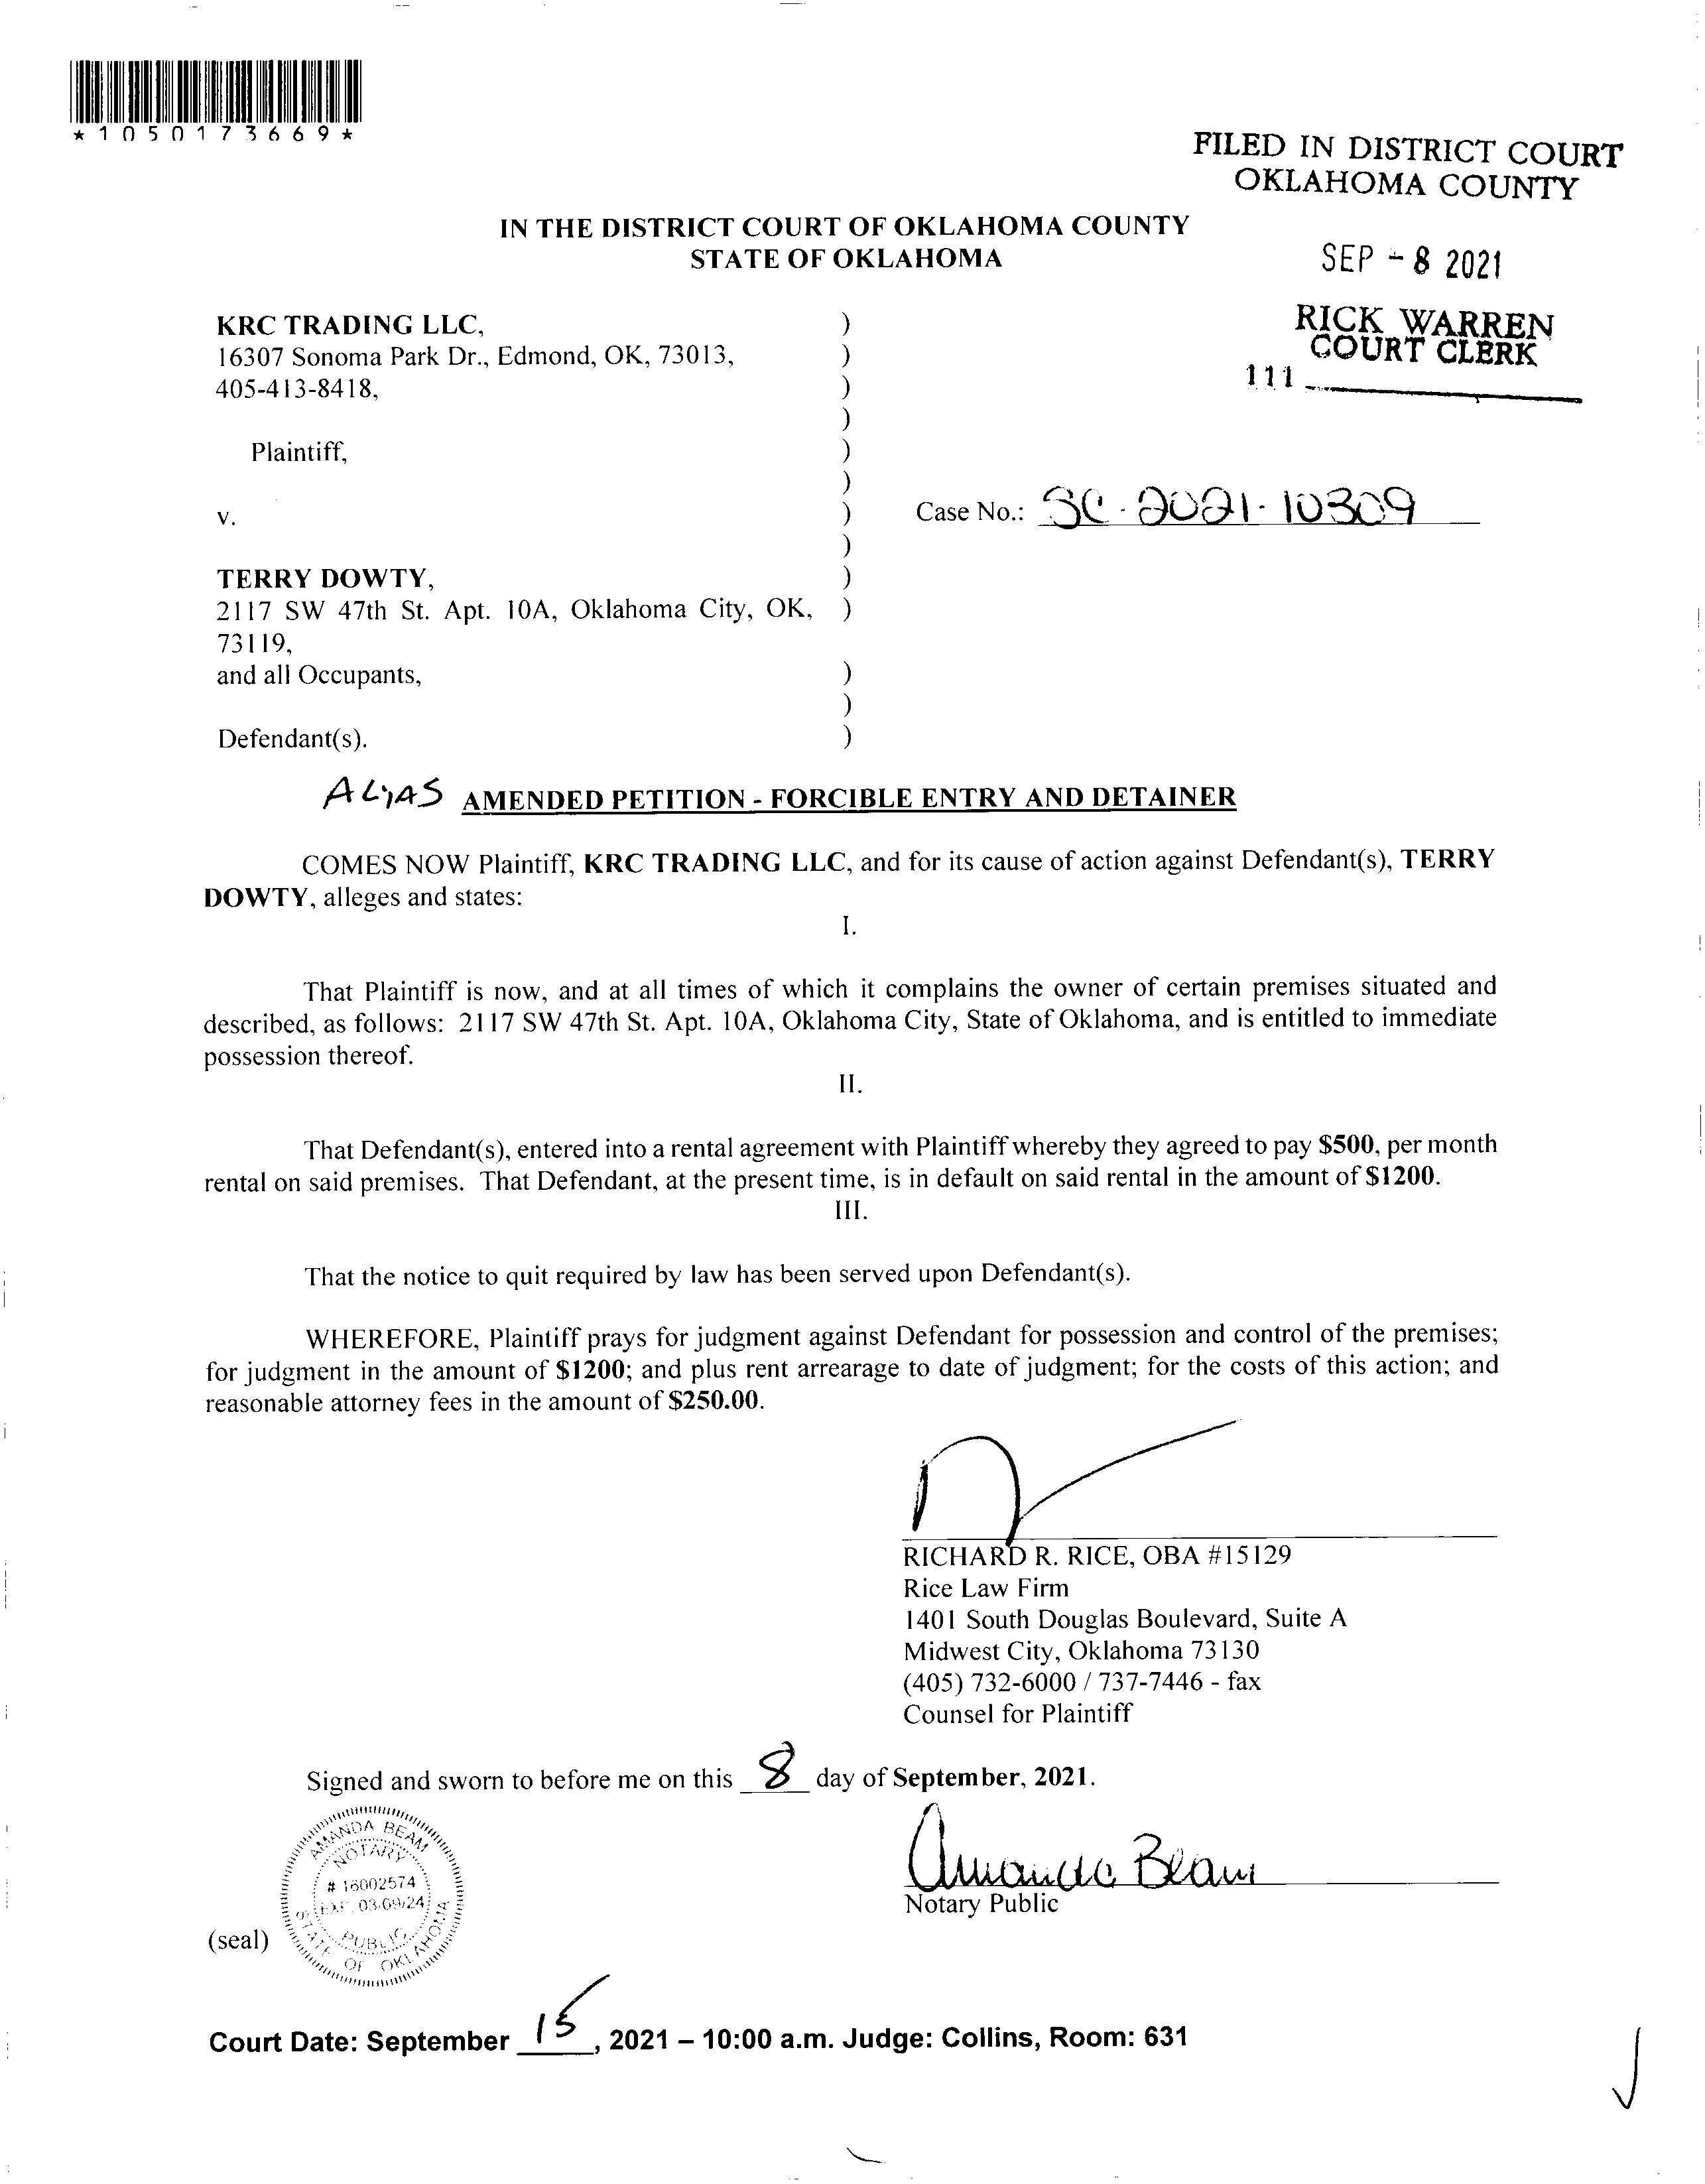 *1050173669*
FILED IN DISTRICT COURT
OKLAHOMA COUNTY
IN THE DISTRICT COURT OF OKLAHOMA COUNTY
STATE OF OKLAHOMA
SEP - 8 2021
RICK WARREN
COURT CLERK
111
KRC TRADING LLC, )
16307 Sonoma Park Dr., Edmond, OK, 73013, )
405-413-8418, )
)
Plaintiff, )
)
v. ) Case No.: SC-2021-10309
)
TERRY DOWTY, )
2117 SW 47th St. Apt. 10A, Oklahoma City, OK, )
73119,
and all Occupants, )
)
Defendant(s). )
ALIAS AMENDED PETITION - FORCIBLE ENTRY AND DETAINER
COMES NOW Plaintiff, KRC TRADING LLC, and for its cause of action against Defendant(s), TERRY
DOWTY, alleges and states:
I.
That Plaintiff is now, and at all times of which it complains the owner of certain premises situated and
described, as follows: 2117 SW 47th St. Apt. 10A, Oklahoma City, State of Oklahoma, and is entitled to immediate
possession thereof.
II.
That Defendant(s), entered into a rental agreement with Plaintiff whereby they agreed to pay $500, per month
rental on said premises. That Defendant, at the present time, is in default on said rental in the amount of $1200.
III.
That the notice to quit required by law has been served upon Defendant(s).
WHEREFORE, Plaintiff prays for judgment against Defendant for possession and control of the premises;
for judgment in the amount of $1200; and plus rent arrearage to date of judgment; for the costs of this action; and
reasonable attorney fees in the amount of $250.00.
RICHARD R. RICE, OBA #15129
Rice Law Firm
1401 South Douglas Boulevard, Suite A
Midwest City, Oklahoma 73130
(405) 732-6000 / 737-7446 - fax
Counsel for Plaintiff
Signed and sworn to before me on this 8 day of September, 2021.
AMANDA BEAM
NOTARY
# 16002574
EXP. 03-09/24
PUBLIC
STATE OF OKLAHOMA
Amanda Beam
Notary Public
(seal)
Court Date: September 15, 2021 – 10:00 a.m. Judge: Collins, Room: 631